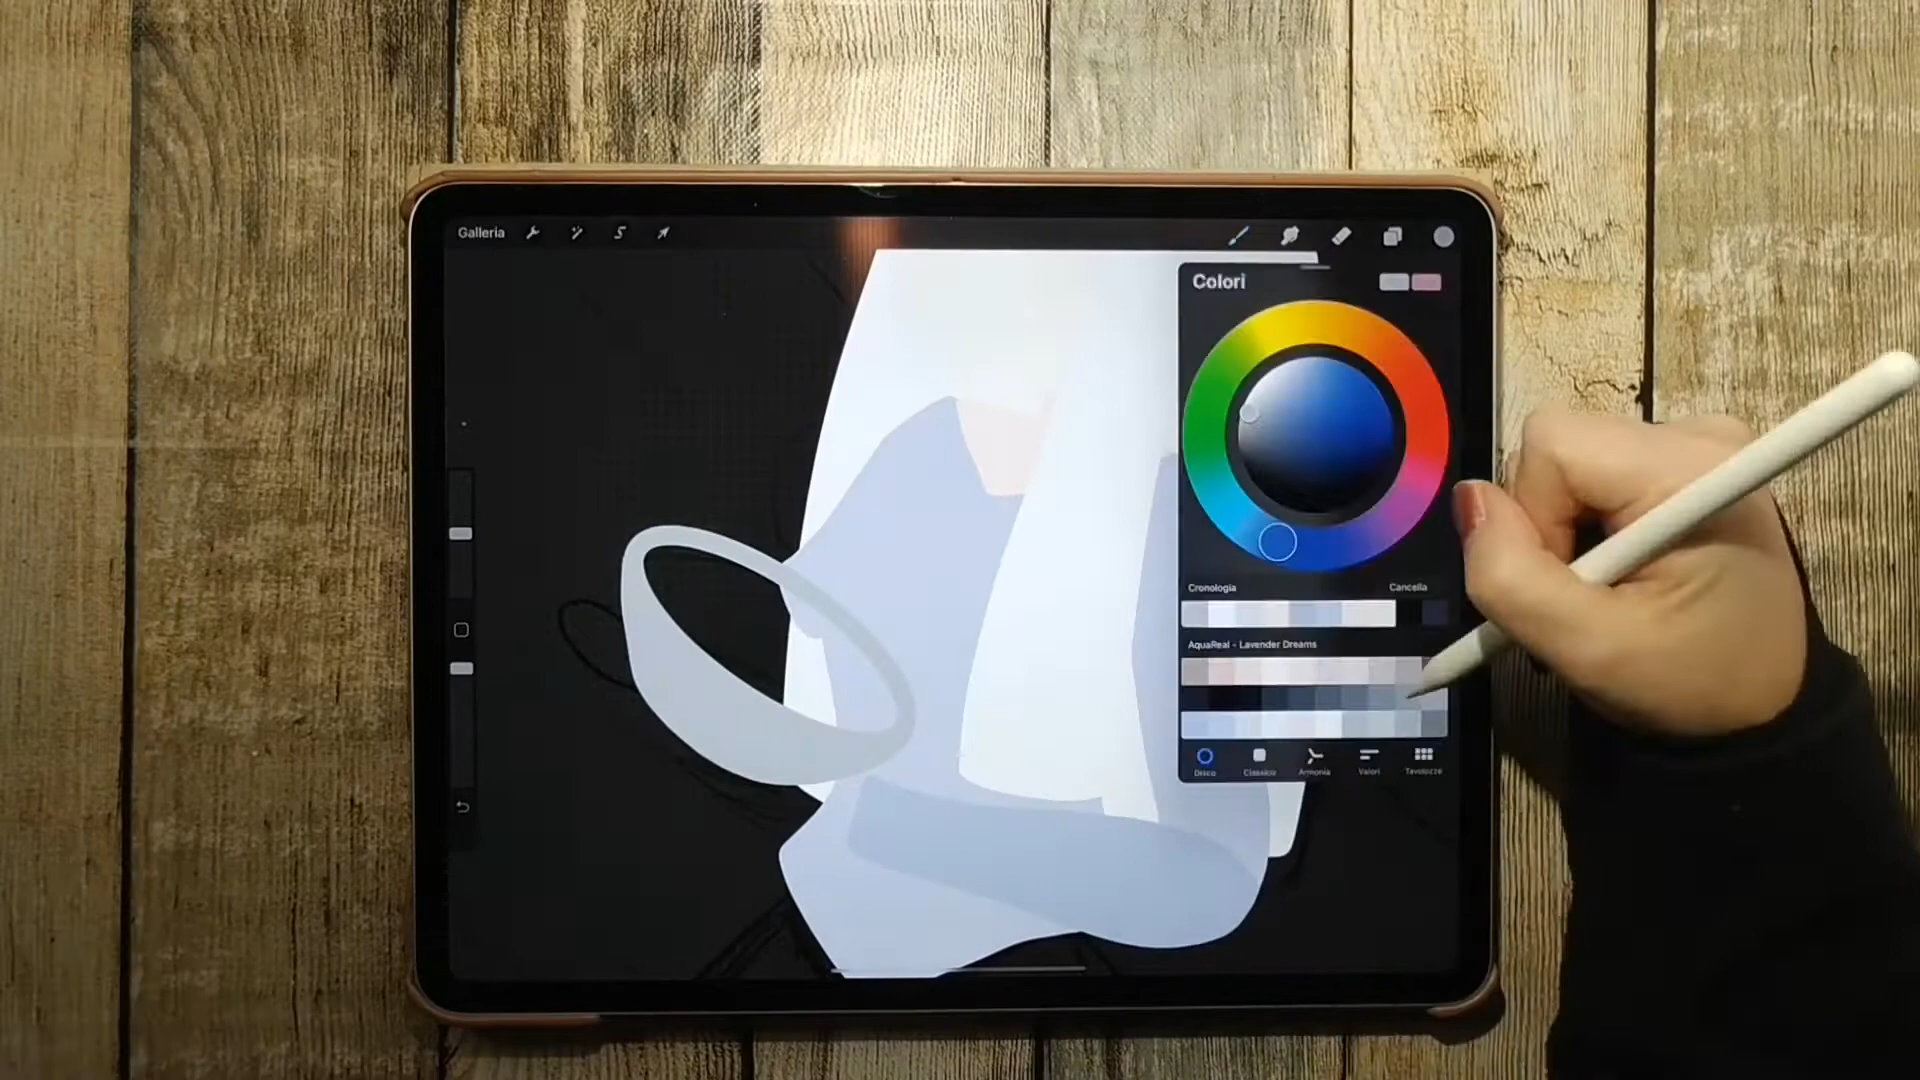 Galleria
Colori
Cronologia Cancella
AquaReal - Lavender Dreams
Disco Classico Armonia Valori Tavolozze